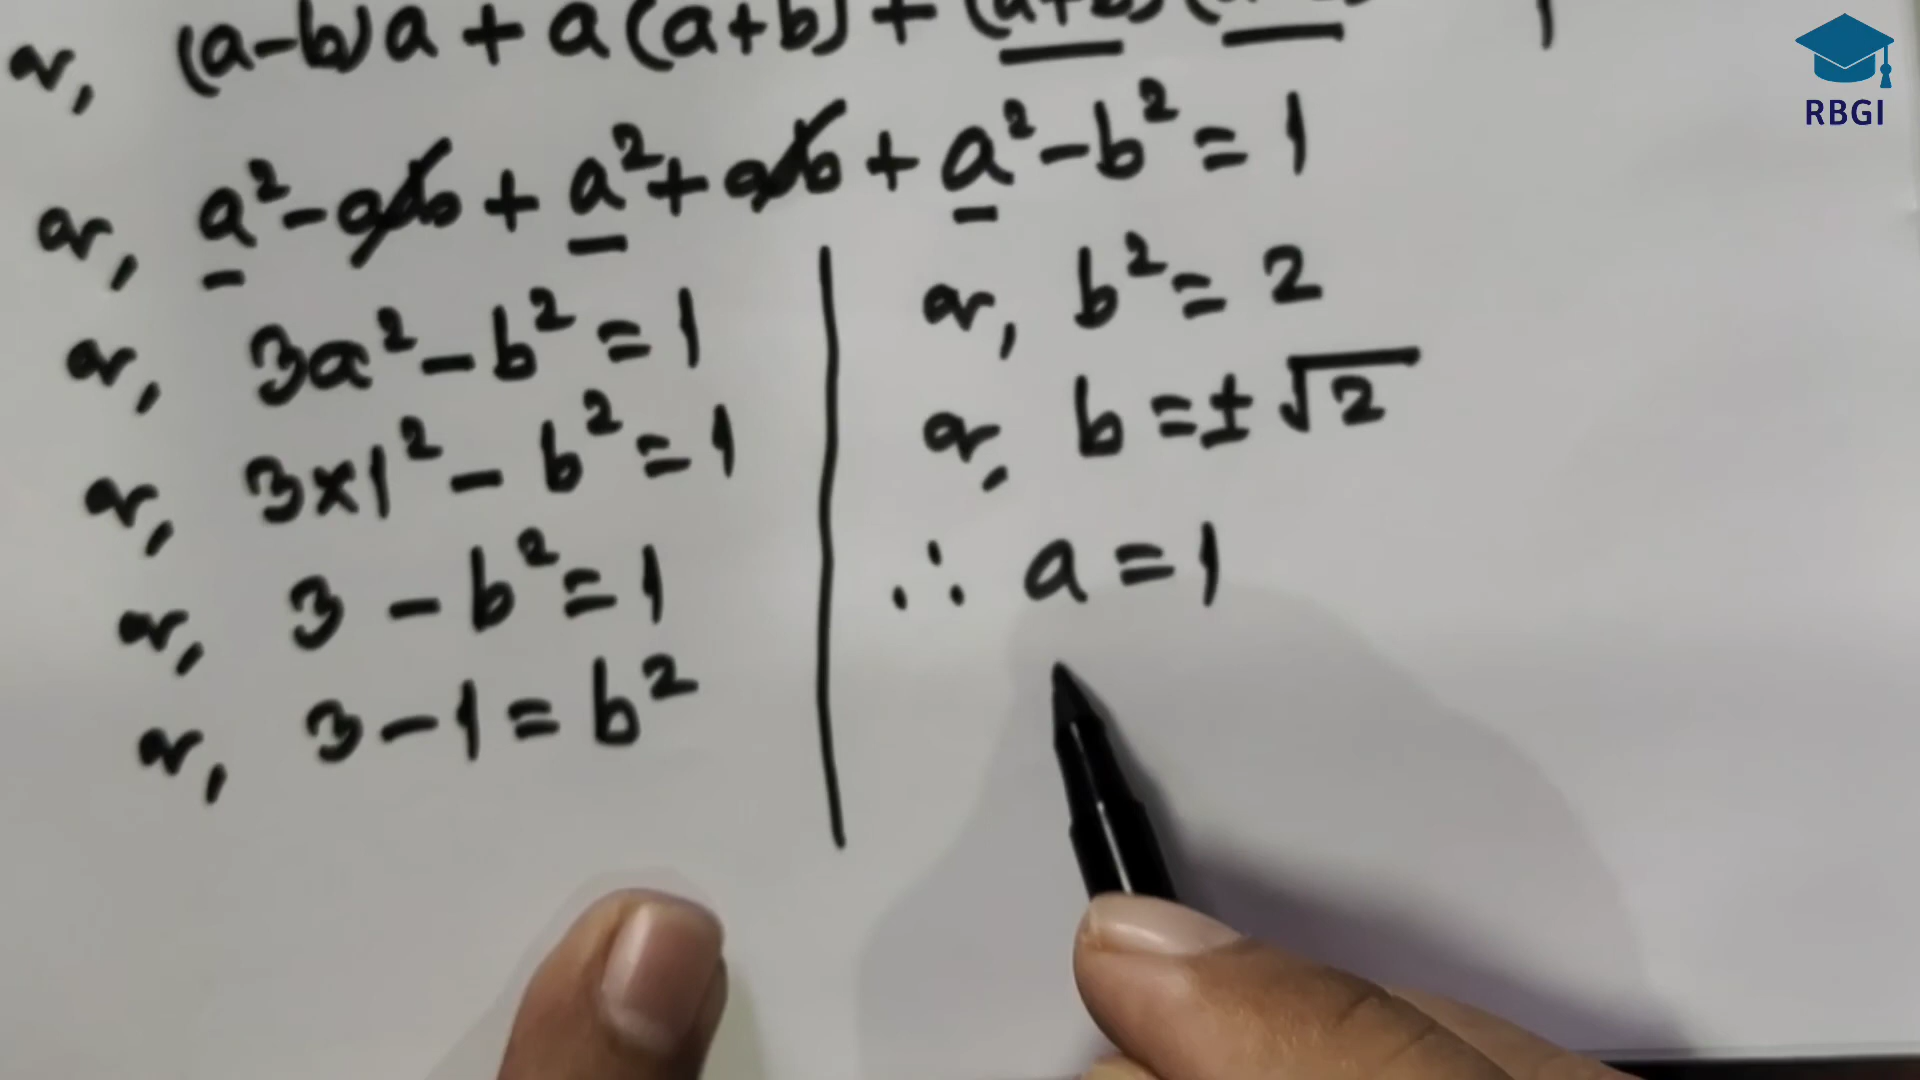 or, (a-b)a + a(a+b) + (a+b)
or, a² - ab + a² + ab + a² - b² = 1
or, 3a² - b² = 1
or, 3×1² - b² = 1
or, 3 - b² = 1
or, 3 - 1 = b²
or, b² = 2
or, b = ± √2
∴ a = 1
RBGI